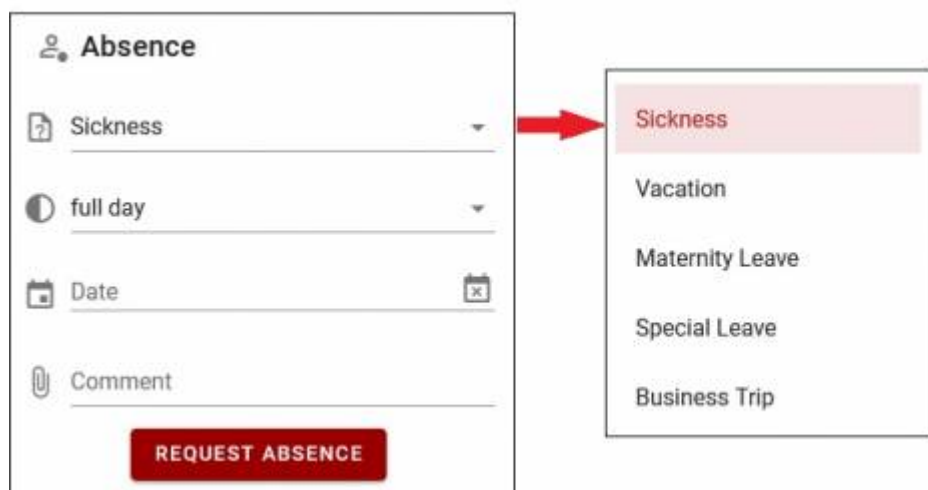 Absence
Sickness
full day
Date
Comment
REQUEST ABSENCE
Sickness
Vacation
Maternity Leave
Special Leave
Business Trip